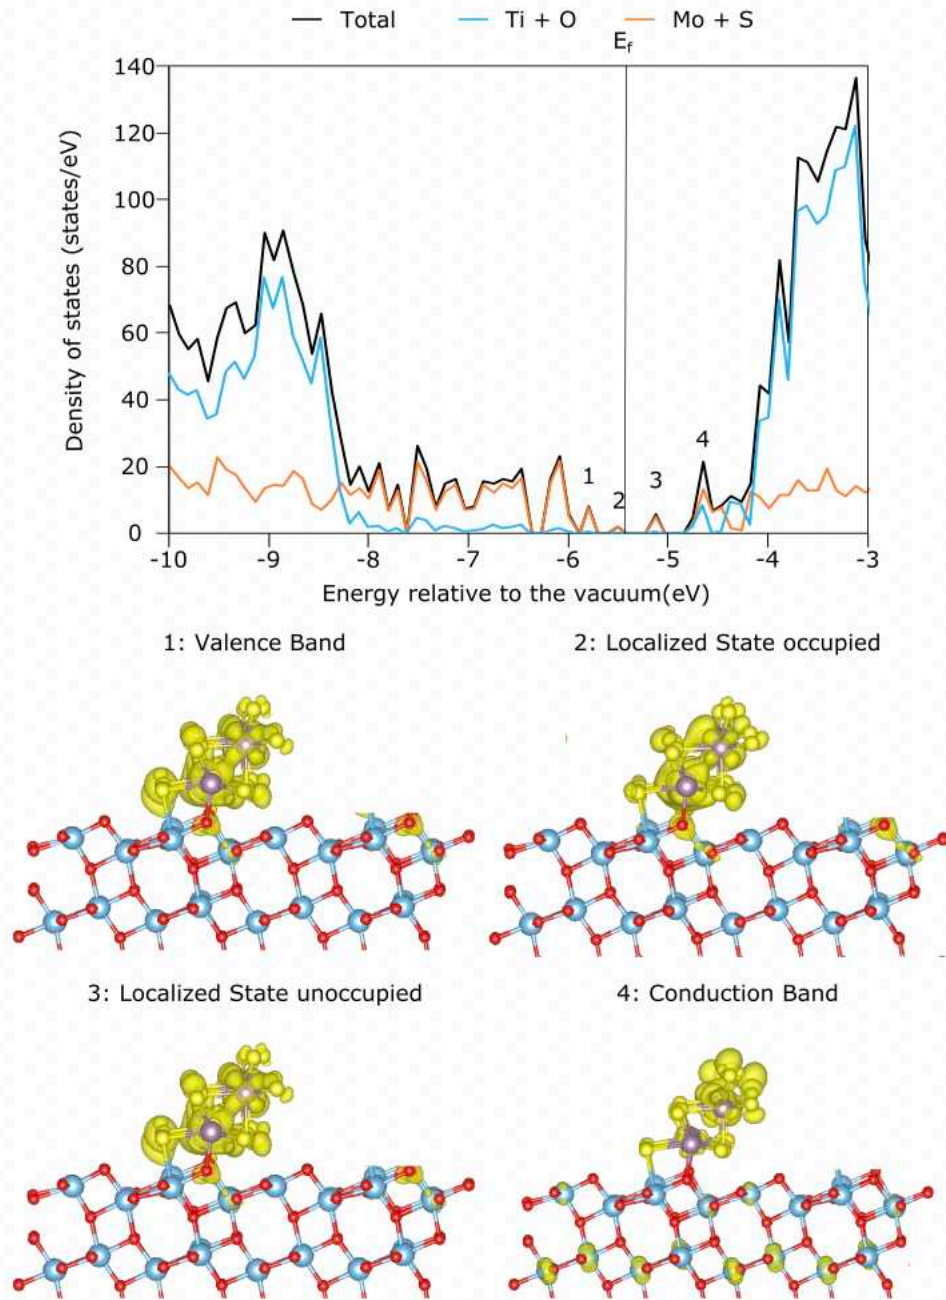 Total Ti + O Mo + S
E_f
140
120
100
80
60
40
20
0
Density of states (states/eV)
1
2
3
4
-10 -9 -8 -7 -6 -5 -4 -3
Energy relative to the vacuum(eV)
1: Valence Band
2: Localized State occupied
3: Localized State unoccupied
4: Conduction Band